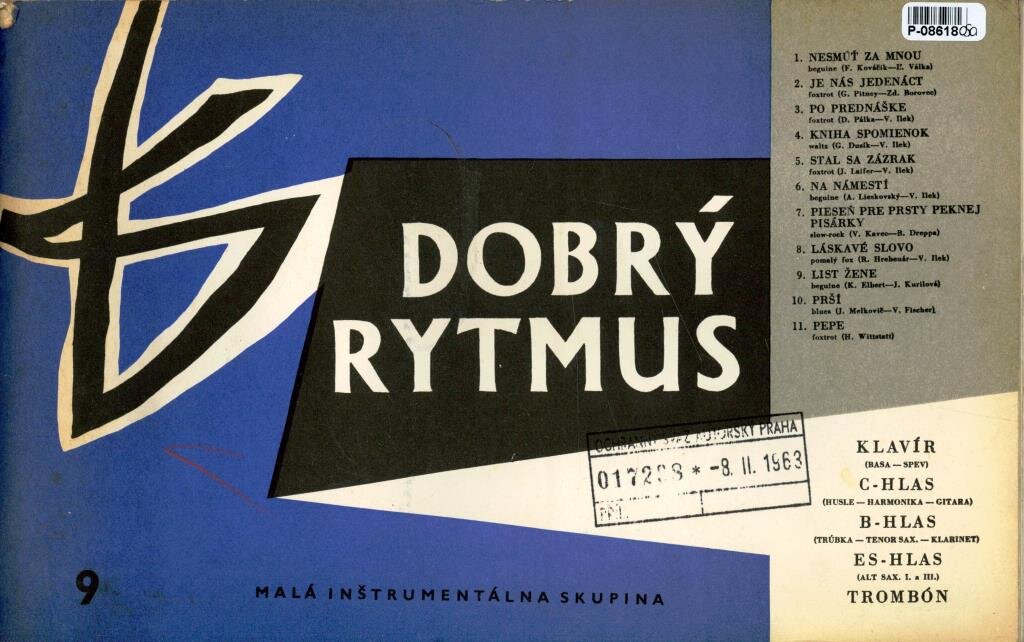 P-08618
1. NESMÚŤ ZA MNOU
beguine (F. Kováčik—Ľ. Válka)
2. JE NÁS JEDENÁCT
foxtrot (G. Pitney—Zd. Borovec)
3. PO PREDNÁŠKE
foxtrot (D. Pálka—V. Ilek)
4. KNIHA SPOMIENOK
waltz (G. Dusík—V. Ilek)
5. STAL SA ZÁZRAK
foxtrot (J. Laifer—V. Ilek)
6. NA NÁMESTÍ
beguine (A. Lieskovský—V. Ilek)
7. PIESEŇ PRE PRSTY PEKNEJ
PISÁRKY
slow-rock (V. Kavec—B. Dreppa)
8. LÁSKAVÉ SLOVO
pomalý fox (R. Hrebenár—V. Ilek)
9. LIST ŽENE
beguine (K. Elbert—J. Kurilová)
10. PRŠÍ
blues (J. Melkovič—V. Fischer)
11. PEPE
foxtrot (H. Wittstatt)
DOBRÝ
RYTMUS
OCHRANNÝ SVAZ AUTORSKÝ PRAHA
* -8. II. 1963
KLAVÍR
(BASA — SPEV)
C-HLAS
(HUSLE — HARMONIKA — GITARA)
B-HLAS
(TRÚBKA — TENOR SAX. — KLARINET)
ES-HLAS
(ALT SAX. I. a III.)
TROMBÓN
9
MALÁ INŠTRUMENTÁLNA SKUPINA